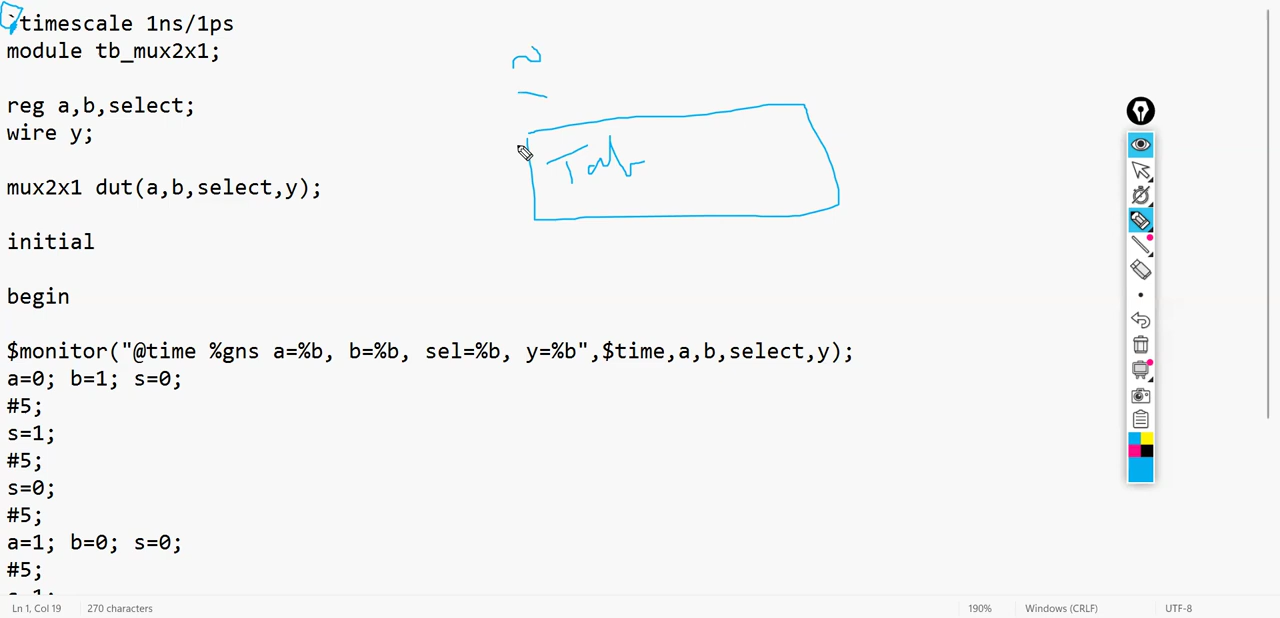 `timescale 1ns/1ps
module tb_mux2x1;
reg a,b,select;
wire y;
mux2x1 dut(a,b,select,y);
initial
begin
$monitor("@time %gns a=%b, b=%b, sel=%b, y=%b",$time,a,b,select,y);
a=0; b=1; s=0;
#5;
s=1;
#5;
s=0;
#5;
a=1; b=0; s=0;
#5;
~
Tab
Ln 1, Col 19
270 characters
190%
Windows (CRLF)
UTF-8